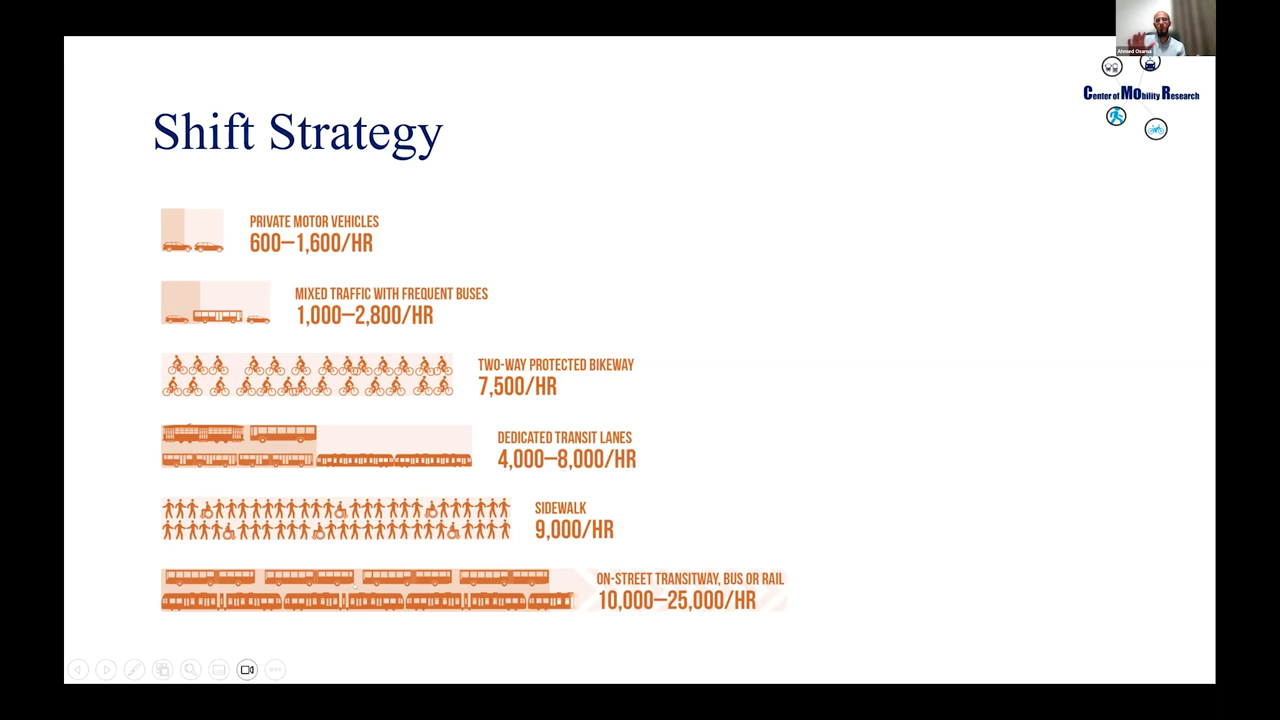 Ahmed Osama
Center of MObility Research
Shift Strategy
PRIVATE MOTOR VEHICLES
600–1,600/HR
MIXED TRAFFIC WITH FREQUENT BUSES
1,000–2,800/HR
TWO-WAY PROTECTED BIKEWAY
7,500/HR
DEDICATED TRANSIT LANES
4,000–8,000/HR
SIDEWALK
9,000/HR
ON-STREET TRANSITWAY, BUS OR RAIL
10,000–25,000/HR